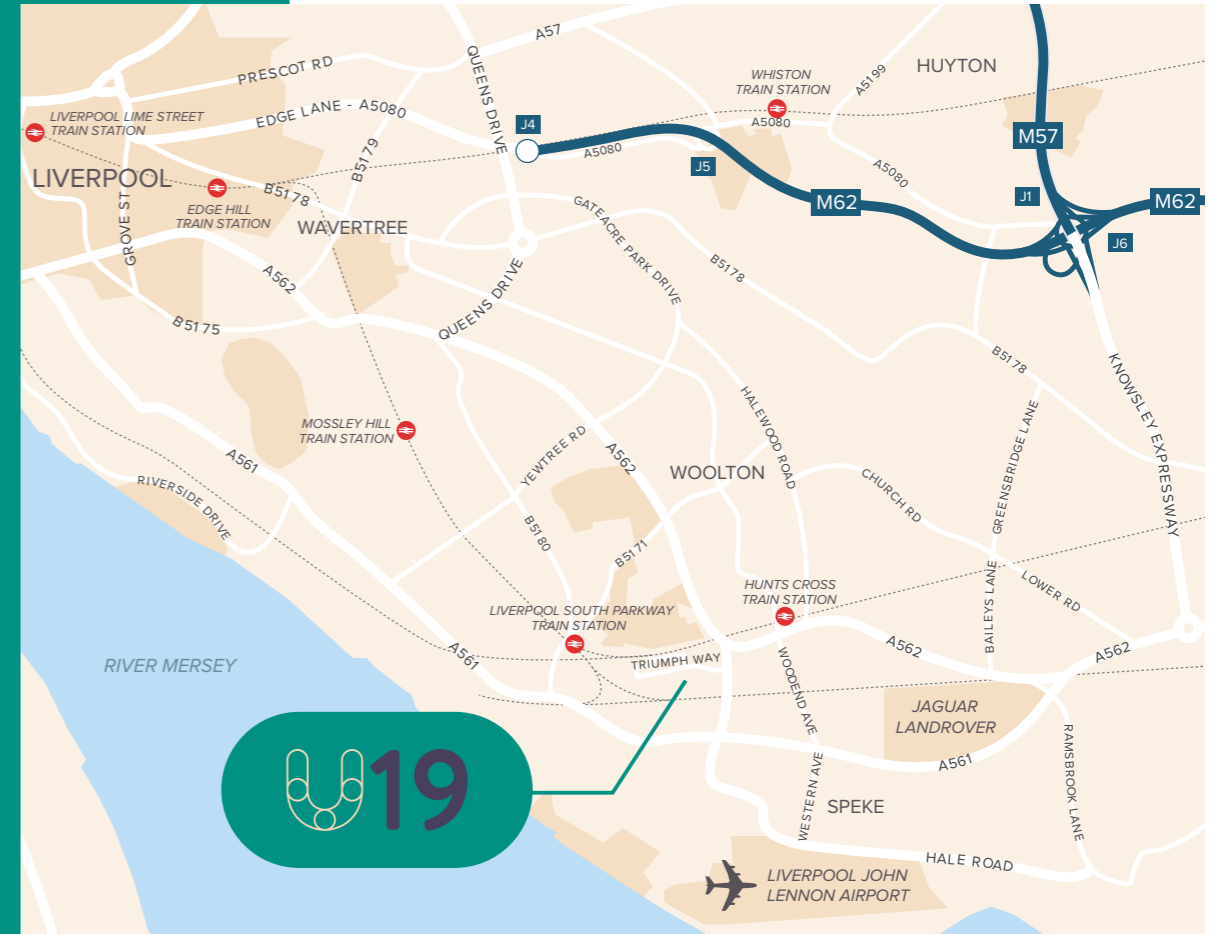 A57
HUYTON
QUEENS DRIVE
PRESCOT RD
WHISTON
TRAIN STATION
A5199
EDGE LANE - A5080
LIVERPOOL LIME STREET
TRAIN STATION
J4
A5080
M57
A5080
J5
B5179
LIVERPOOL
A5080
B5178
J1
M62
M62
EDGE HILL
TRAIN STATION
GROVE ST
WAVERTREE
GATEACRE PARK DRIVE
J6
A562
B5178
QUEENS DRIVE
B5175
B5178
KNOWSLEY EXPRESSWAY
MOSSLEY HILL
TRAIN STATION
HALEWOOD ROAD
GREENSBRIDGE LANE
YEWTREE RD
A562
A561
WOOLTON
CHURCH RD
RIVERSIDE DRIVE
B5180
B5171
HUNTS CROSS
TRAIN STATION
BAILEYS LANE
LOWER RD
LIVERPOOL SOUTH PARKWAY
TRAIN STATION
RIVER MERSEY
A561
TRIUMPH WAY
A562
A562
WOODEND AVE
JAGUAR
LANDROVER
RAMSBROOK LANE
U19
A561
WESTERN AVE
SPEKE
HALE ROAD
LIVERPOOL JOHN
LENNON AIRPORT